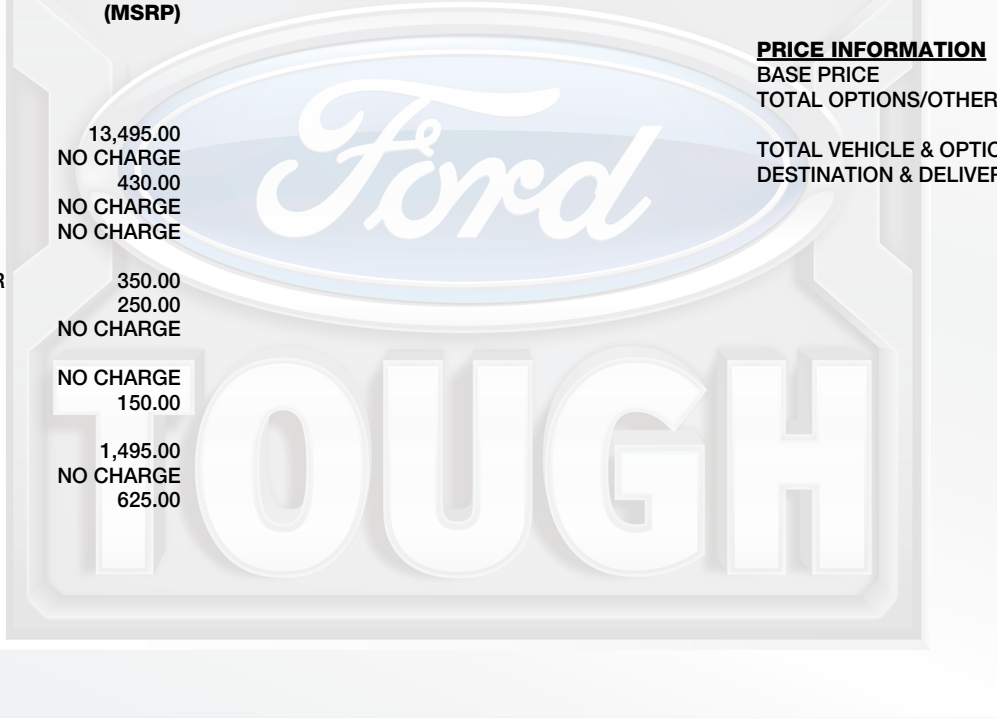 (MSRP)
13,495.00
NO CHARGE
430.00
NO CHARGE
NO CHARGE
R 350.00
250.00
NO CHARGE
NO CHARGE
150.00
1,495.00
NO CHARGE
625.00
PRICE INFORMATION
BASE PRICE
TOTAL OPTIONS/OTHER
TOTAL VEHICLE & OPTIO
DESTINATION & DELIVER
Ford
TOUGH